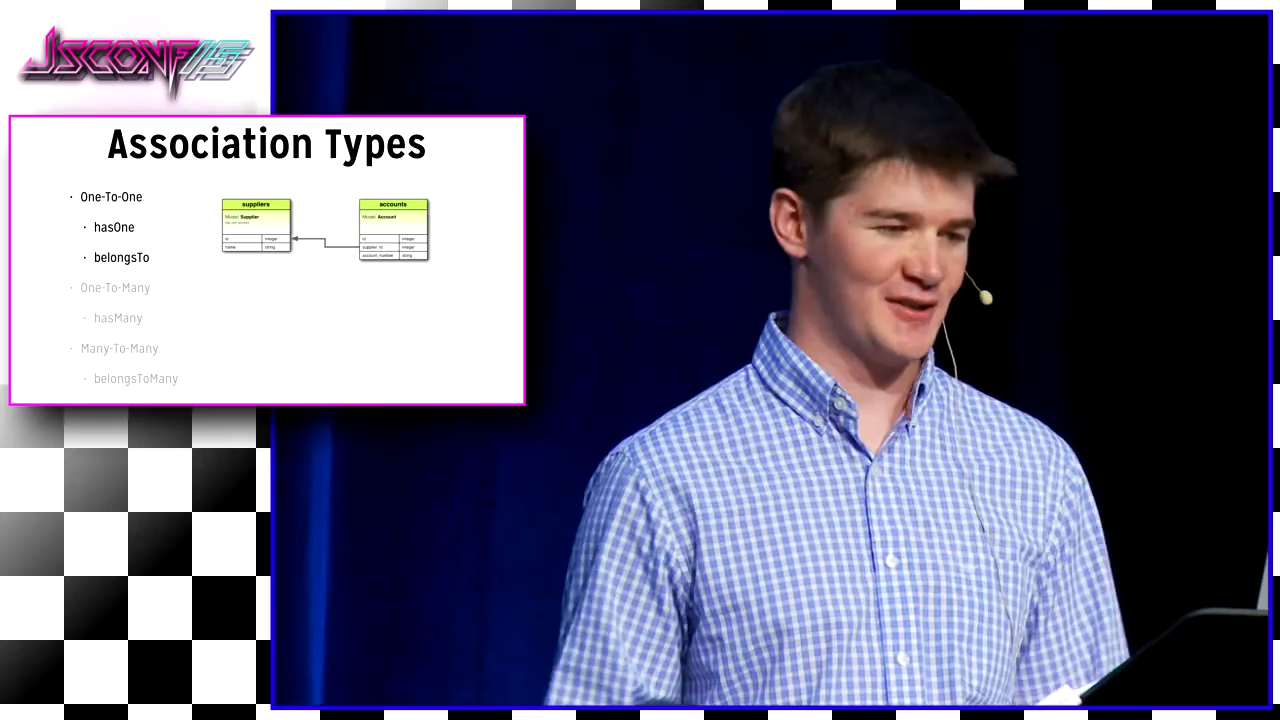 JSCONF15
Association Types
· One-To-One
· hasOne
· belongsTo
· One-To-Many
· hasMany
· Many-To-Many
· belongsToMany
suppliers
Model: Supplier
id integer
name string
accounts
Model: Account
id integer
supplier_id integer
account_number string